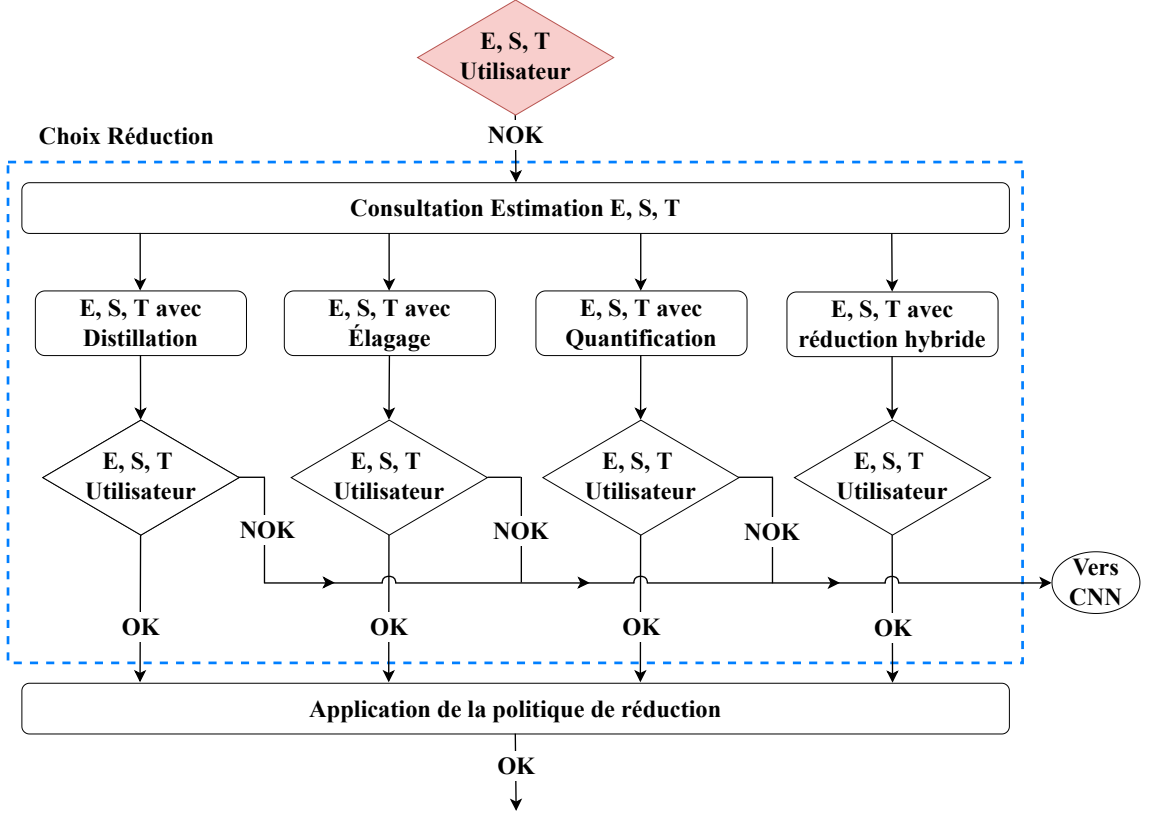 E, S, T
Utilisateur
NOK
Choix Réduction
Consultation Estimation E, S, T
E, S, T avec
Distillation
E, S, T avec
Élagage
E, S, T avec
Quantification
E, S, T avec
réduction hybride
E, S, T
Utilisateur
E, S, T
Utilisateur
E, S, T
Utilisateur
E, S, T
Utilisateur
NOK
NOK
NOK
Vers
CNN
OK
OK
OK
OK
Application de la politique de réduction
OK